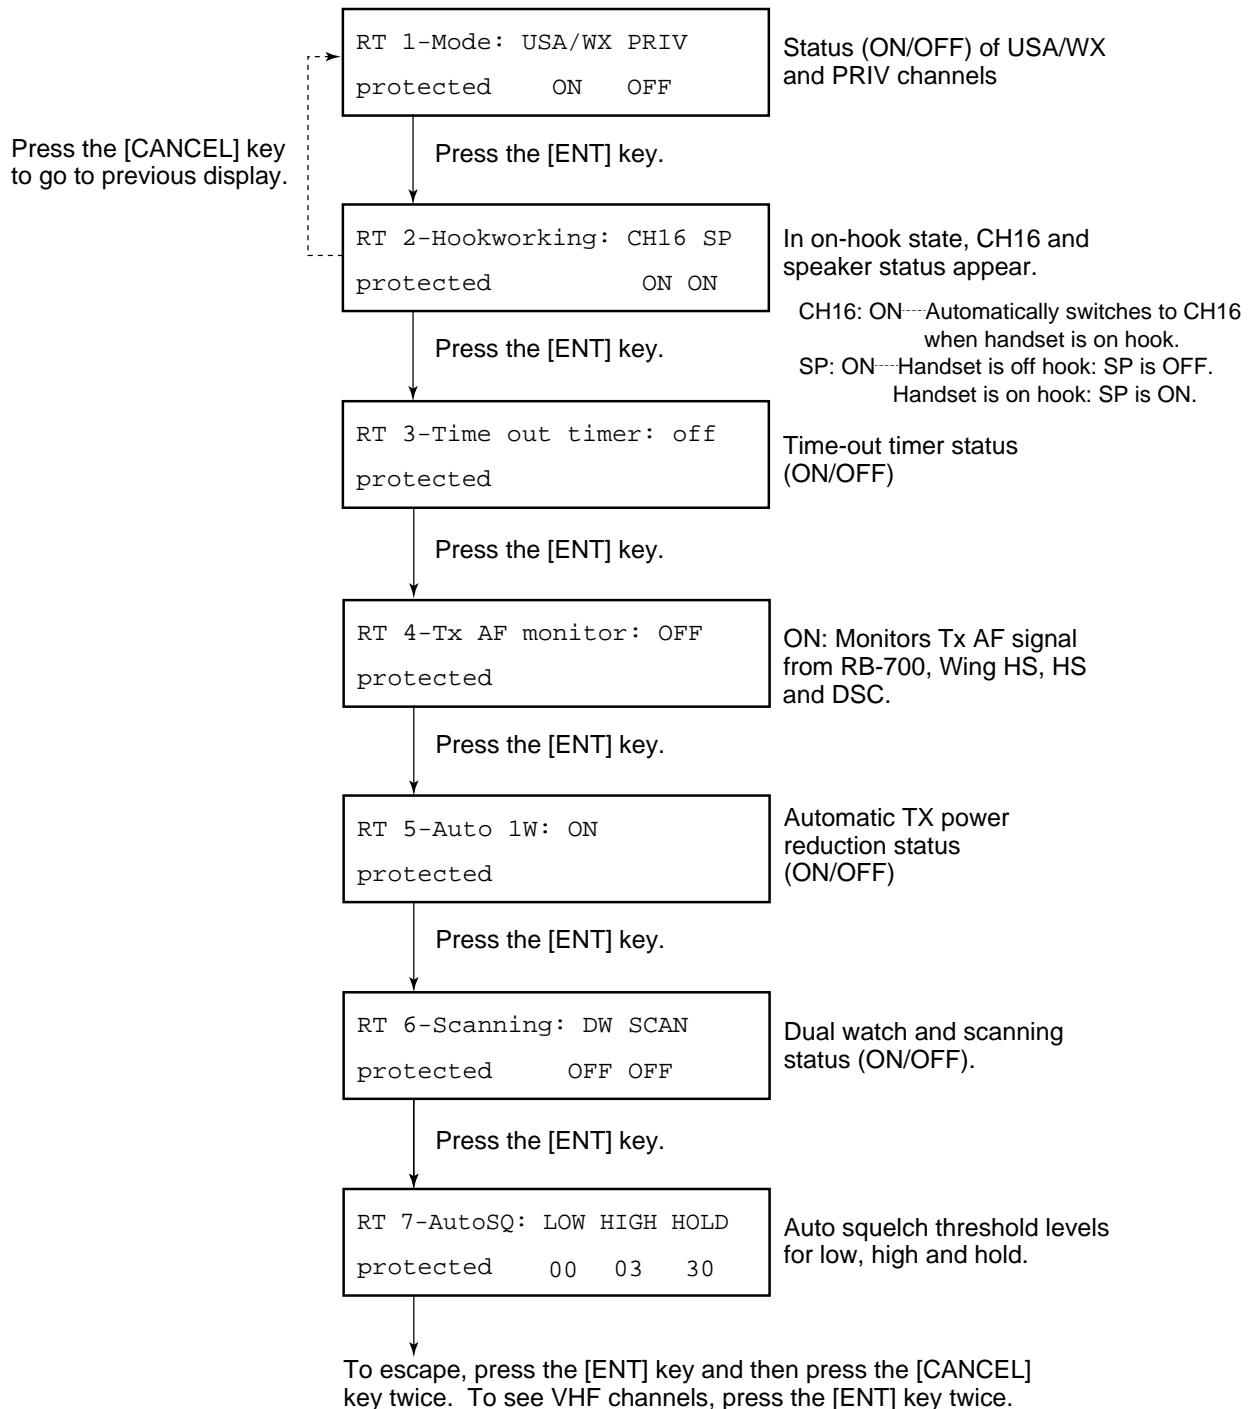 RT 1-Mode: USA/WX PRIV
protected ON OFF
Status (ON/OFF) of USA/WX
and PRIV channels
Press the [CANCEL] key
to go to previous display.
Press the [ENT] key.
RT 2-Hookworking: CH16 SP
protected ON ON
In on-hook state, CH16 and
speaker status appear.
CH16: ON----Automatically switches to CH16
when handset is on hook.
SP: ON----Handset is off hook: SP is OFF.
Handset is on hook: SP is ON.
Press the [ENT] key.
RT 3-Time out timer: off
protected
Time-out timer status
(ON/OFF)
Press the [ENT] key.
RT 4-Tx AF monitor: OFF
protected
ON: Monitors Tx AF signal
from RB-700, Wing HS, HS
and DSC.
Press the [ENT] key.
RT 5-Auto 1W: ON
protected
Automatic TX power
reduction status
(ON/OFF)
Press the [ENT] key.
RT 6-Scanning: DW SCAN
protected OFF OFF
Dual watch and scanning
status (ON/OFF).
Press the [ENT] key.
RT 7-AutoSQ: LOW HIGH HOLD
protected 00 03 30
Auto squelch threshold levels
for low, high and hold.
To escape, press the [ENT] key and then press the [CANCEL]
key twice. To see VHF channels, press the [ENT] key twice.